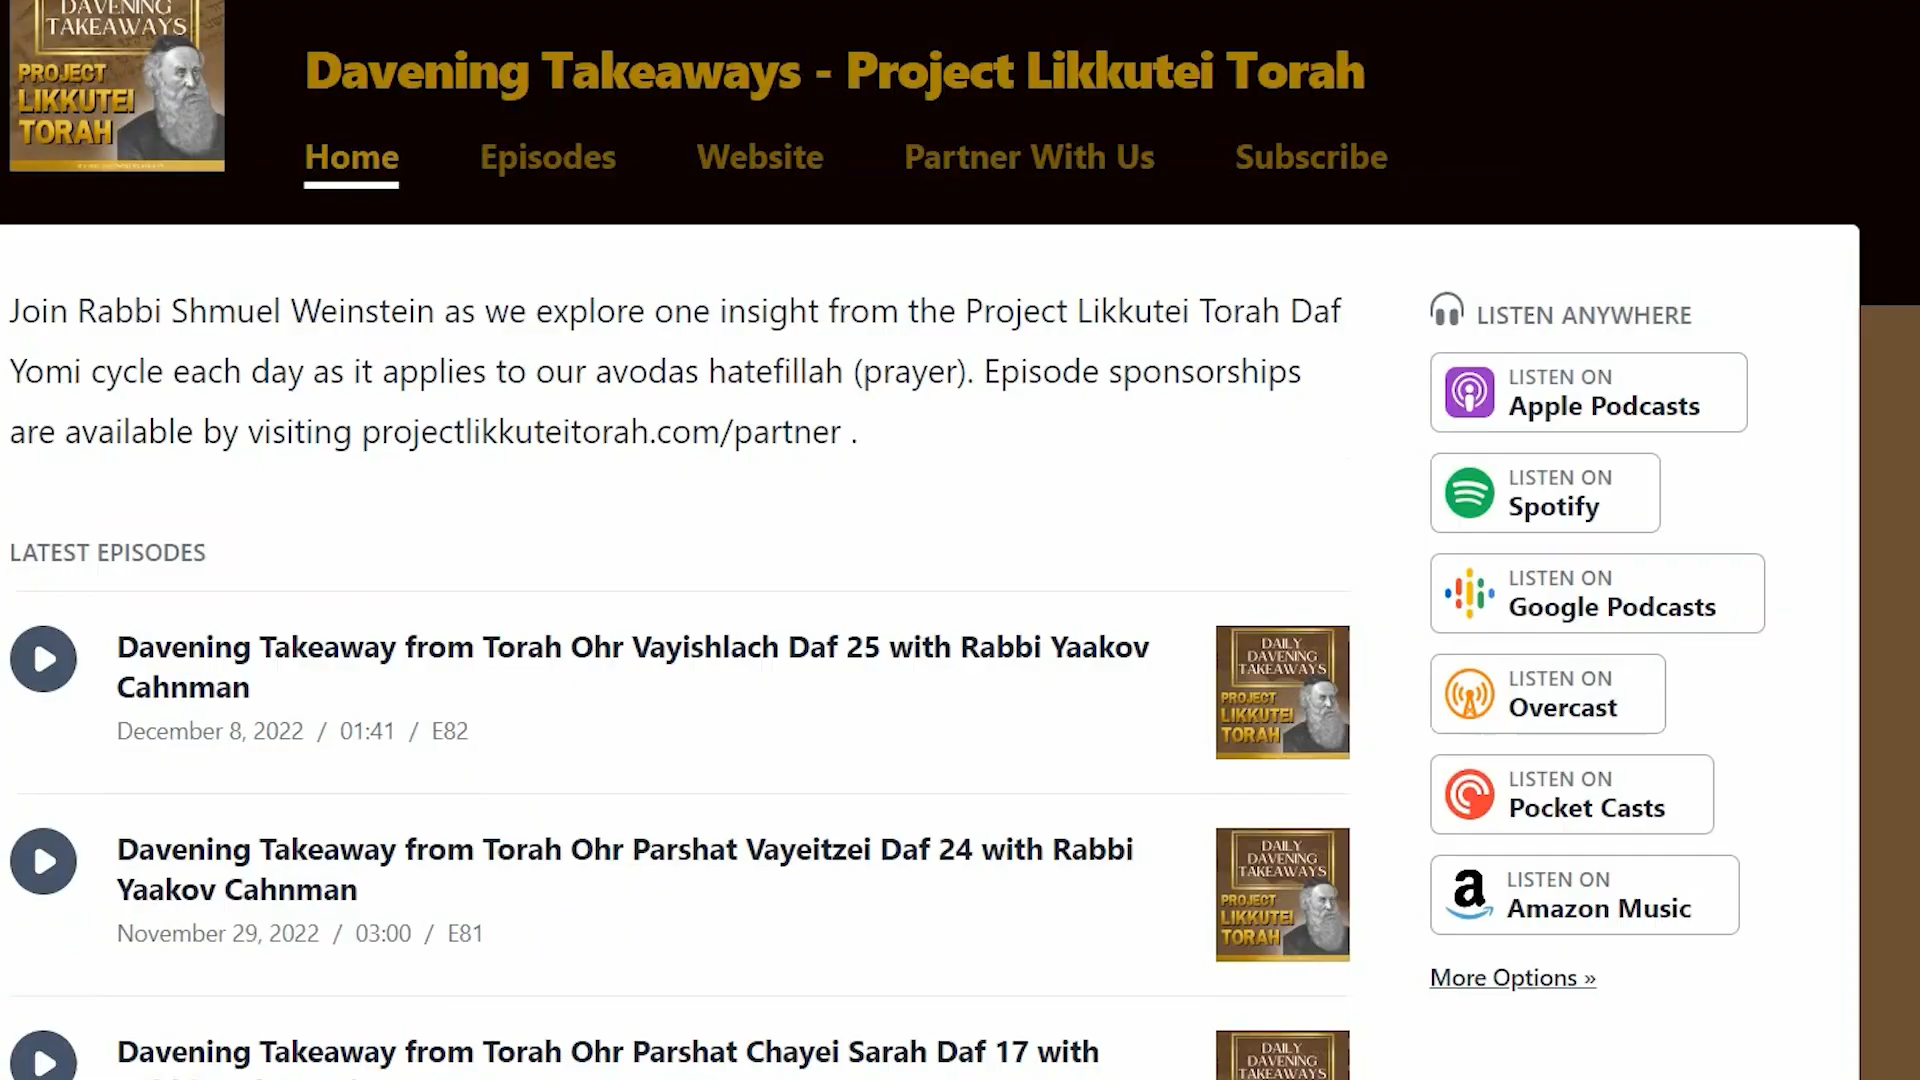 DAVENING
TAKEAWAYS
PROJECT
LIKKUTEI
TORAH
Davening Takeaways - Project Likkutei Torah
Home Episodes Website Partner With Us Subscribe
Join Rabbi Shmuel Weinstein as we explore one insight from the Project Likkutei Torah Daf
Yomi cycle each day as it applies to our avodas hatefillah (prayer). Episode sponsorships
are available by visiting projectlikkuteitorah.com/partner .
LATEST EPISODES
Davening Takeaway from Torah Ohr Vayishlach Daf 25 with Rabbi Yaakov
Cahnman
December 8, 2022 / 01:41 / E82
DAILY
DAVENING
TAKEAWAYS
PROJECT
LIKKUTEI
TORAH
Davening Takeaway from Torah Ohr Parshat Vayeitzei Daf 24 with Rabbi
Yaakov Cahnman
November 29, 2022 / 03:00 / E81
DAILY
DAVENING
TAKEAWAYS
PROJECT
LIKKUTEI
TORAH
Davening Takeaway from Torah Ohr Parshat Chayei Sarah Daf 17 with
DAILY
DAVENING
TAKEAWAYS
LISTEN ANYWHERE
LISTEN ON
Apple Podcasts
LISTEN ON
Spotify
LISTEN ON
Google Podcasts
LISTEN ON
Overcast
LISTEN ON
Pocket Casts
a
LISTEN ON
Amazon Music
More Options »